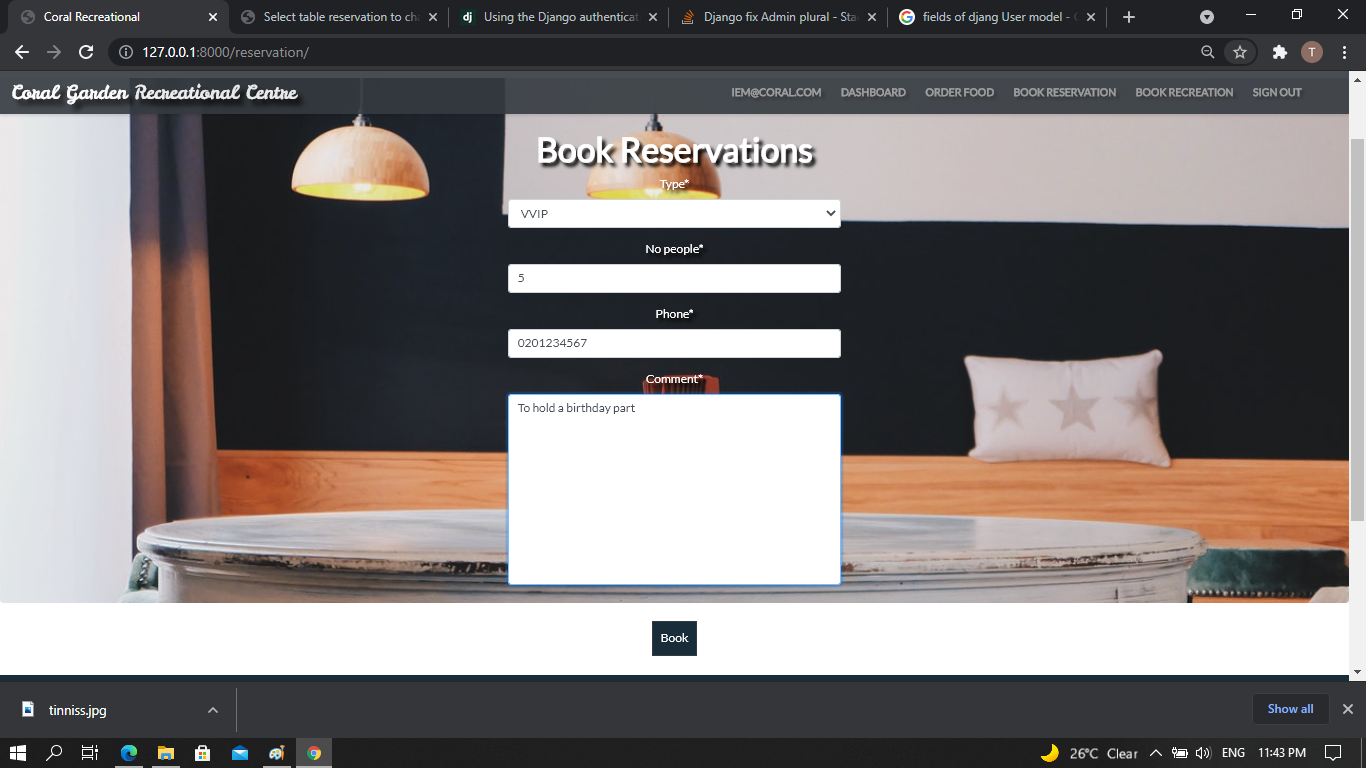 Coral Recreational
Select table reservation to ch
Using the Django authenticat
Django fix Admin plural - Sta
fields of djang User model -
127.0.0.1:8000/reservation/
T
Coral Garden Recreational Centre
IEM@CORAL.COM
DASHBOARD
ORDER FOOD
BOOK RESERVATION
BOOK RECREATION
SIGN OUT
Book Reservations
Type*
VVIP
No people*
5
Phone*
0201234567
Comment*
To hold a birthday part
Book
tinniss.jpg
Show all
26°C Clear
ENG
11:43 PM